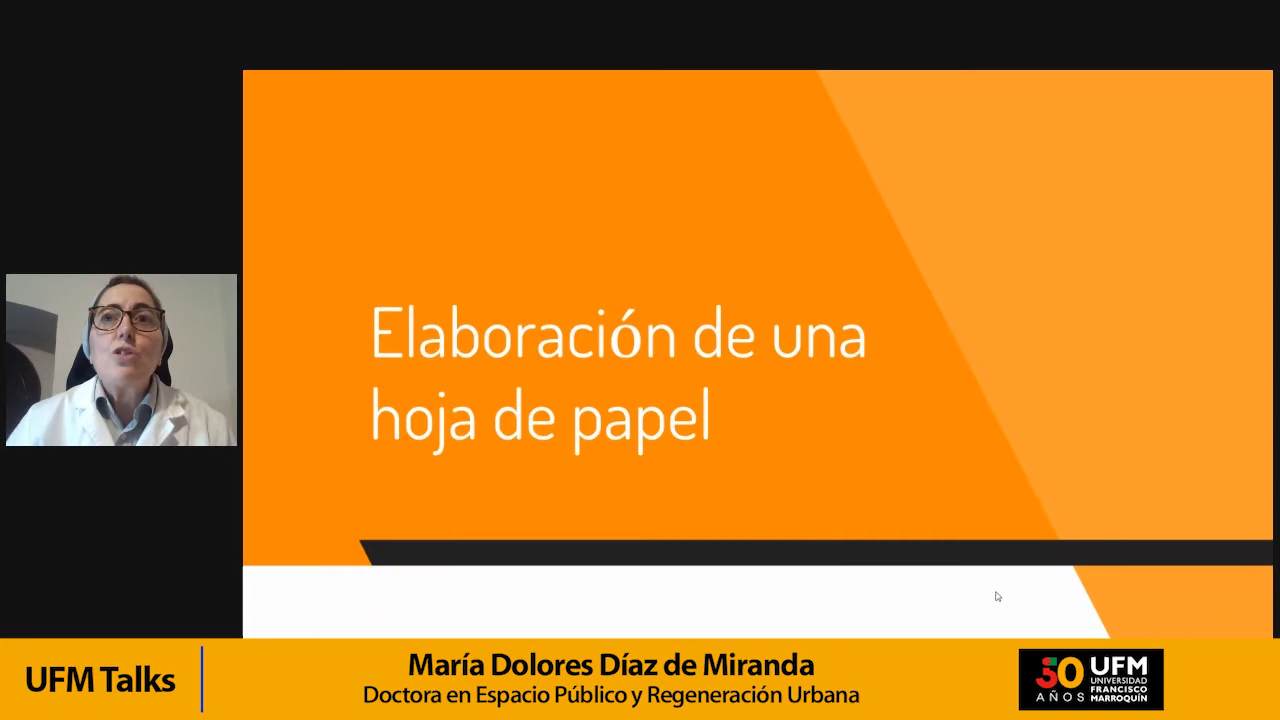 Elaboración de una
hoja de papel
UFM Talks
María Dolores Díaz de Miranda
Doctora en Espacio Público y Regeneración Urbana
50
AÑOS
UFM
UNIVERSIDAD
FRANCISCO
MARROQUÍN